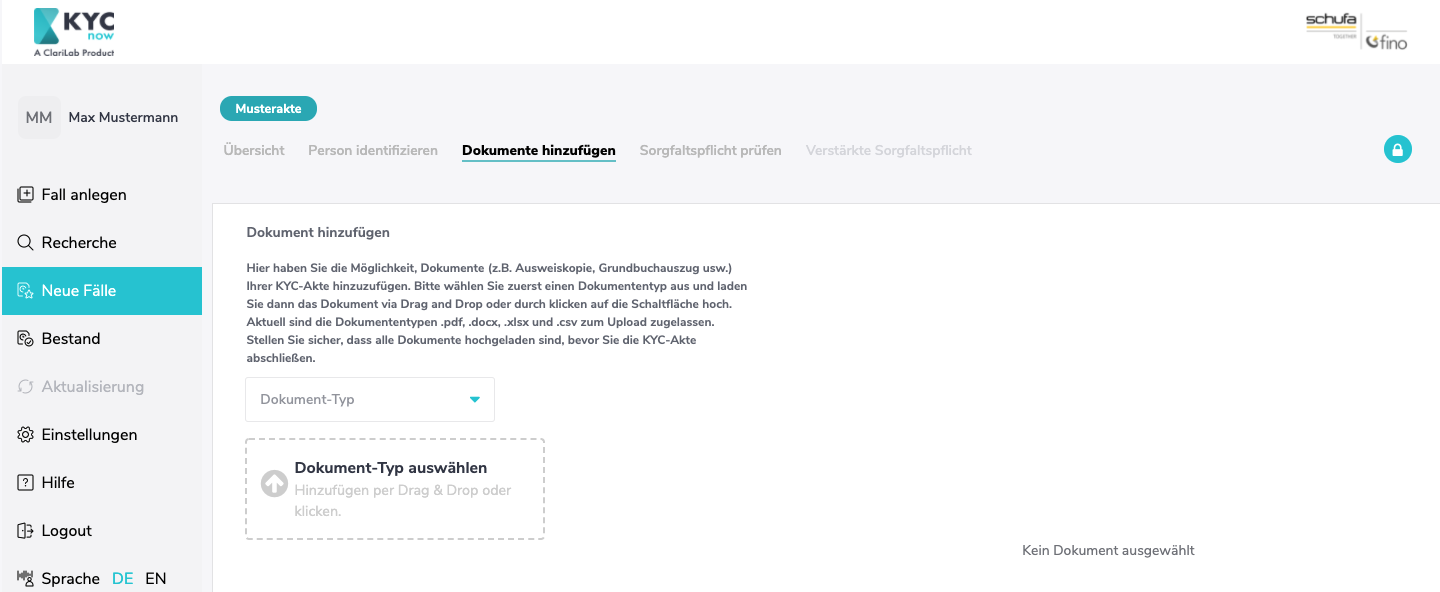 KYC
now
A ClariLab Product
schufa
TOGETHER
fino
MM Max Mustermann
Musterakte
Übersicht Person identifizieren Dokumente hinzufügen Sorgfaltspflicht prüfen Verstärkte Sorgfaltspflicht
Fall anlegen
Recherche
Neue Fälle
Bestand
Aktualisierung
Einstellungen
Hilfe
Logout
Sprache DE EN
Dokument hinzufügen
Hier haben Sie die Möglichkeit, Dokumente (z.B. Ausweiskopie, Grundbuchauszug usw.)
Ihrer KYC-Akte hinzuzufügen. Bitte wählen Sie zuerst einen Dokumententyp aus und laden
Sie dann das Dokument via Drag and Drop oder durch klicken auf die Schaltfläche hoch.
Aktuell sind die Dokumententypen .pdf, .docx, .xlsx und .csv zum Upload zugelassen.
Stellen Sie sicher, dass alle Dokumente hochgeladen sind, bevor Sie die KYC-Akte
abschließen.
Dokument-Typ
Dokument-Typ auswählen
Hinzufügen per Drag & Drop oder
klicken.
Kein Dokument ausgewählt